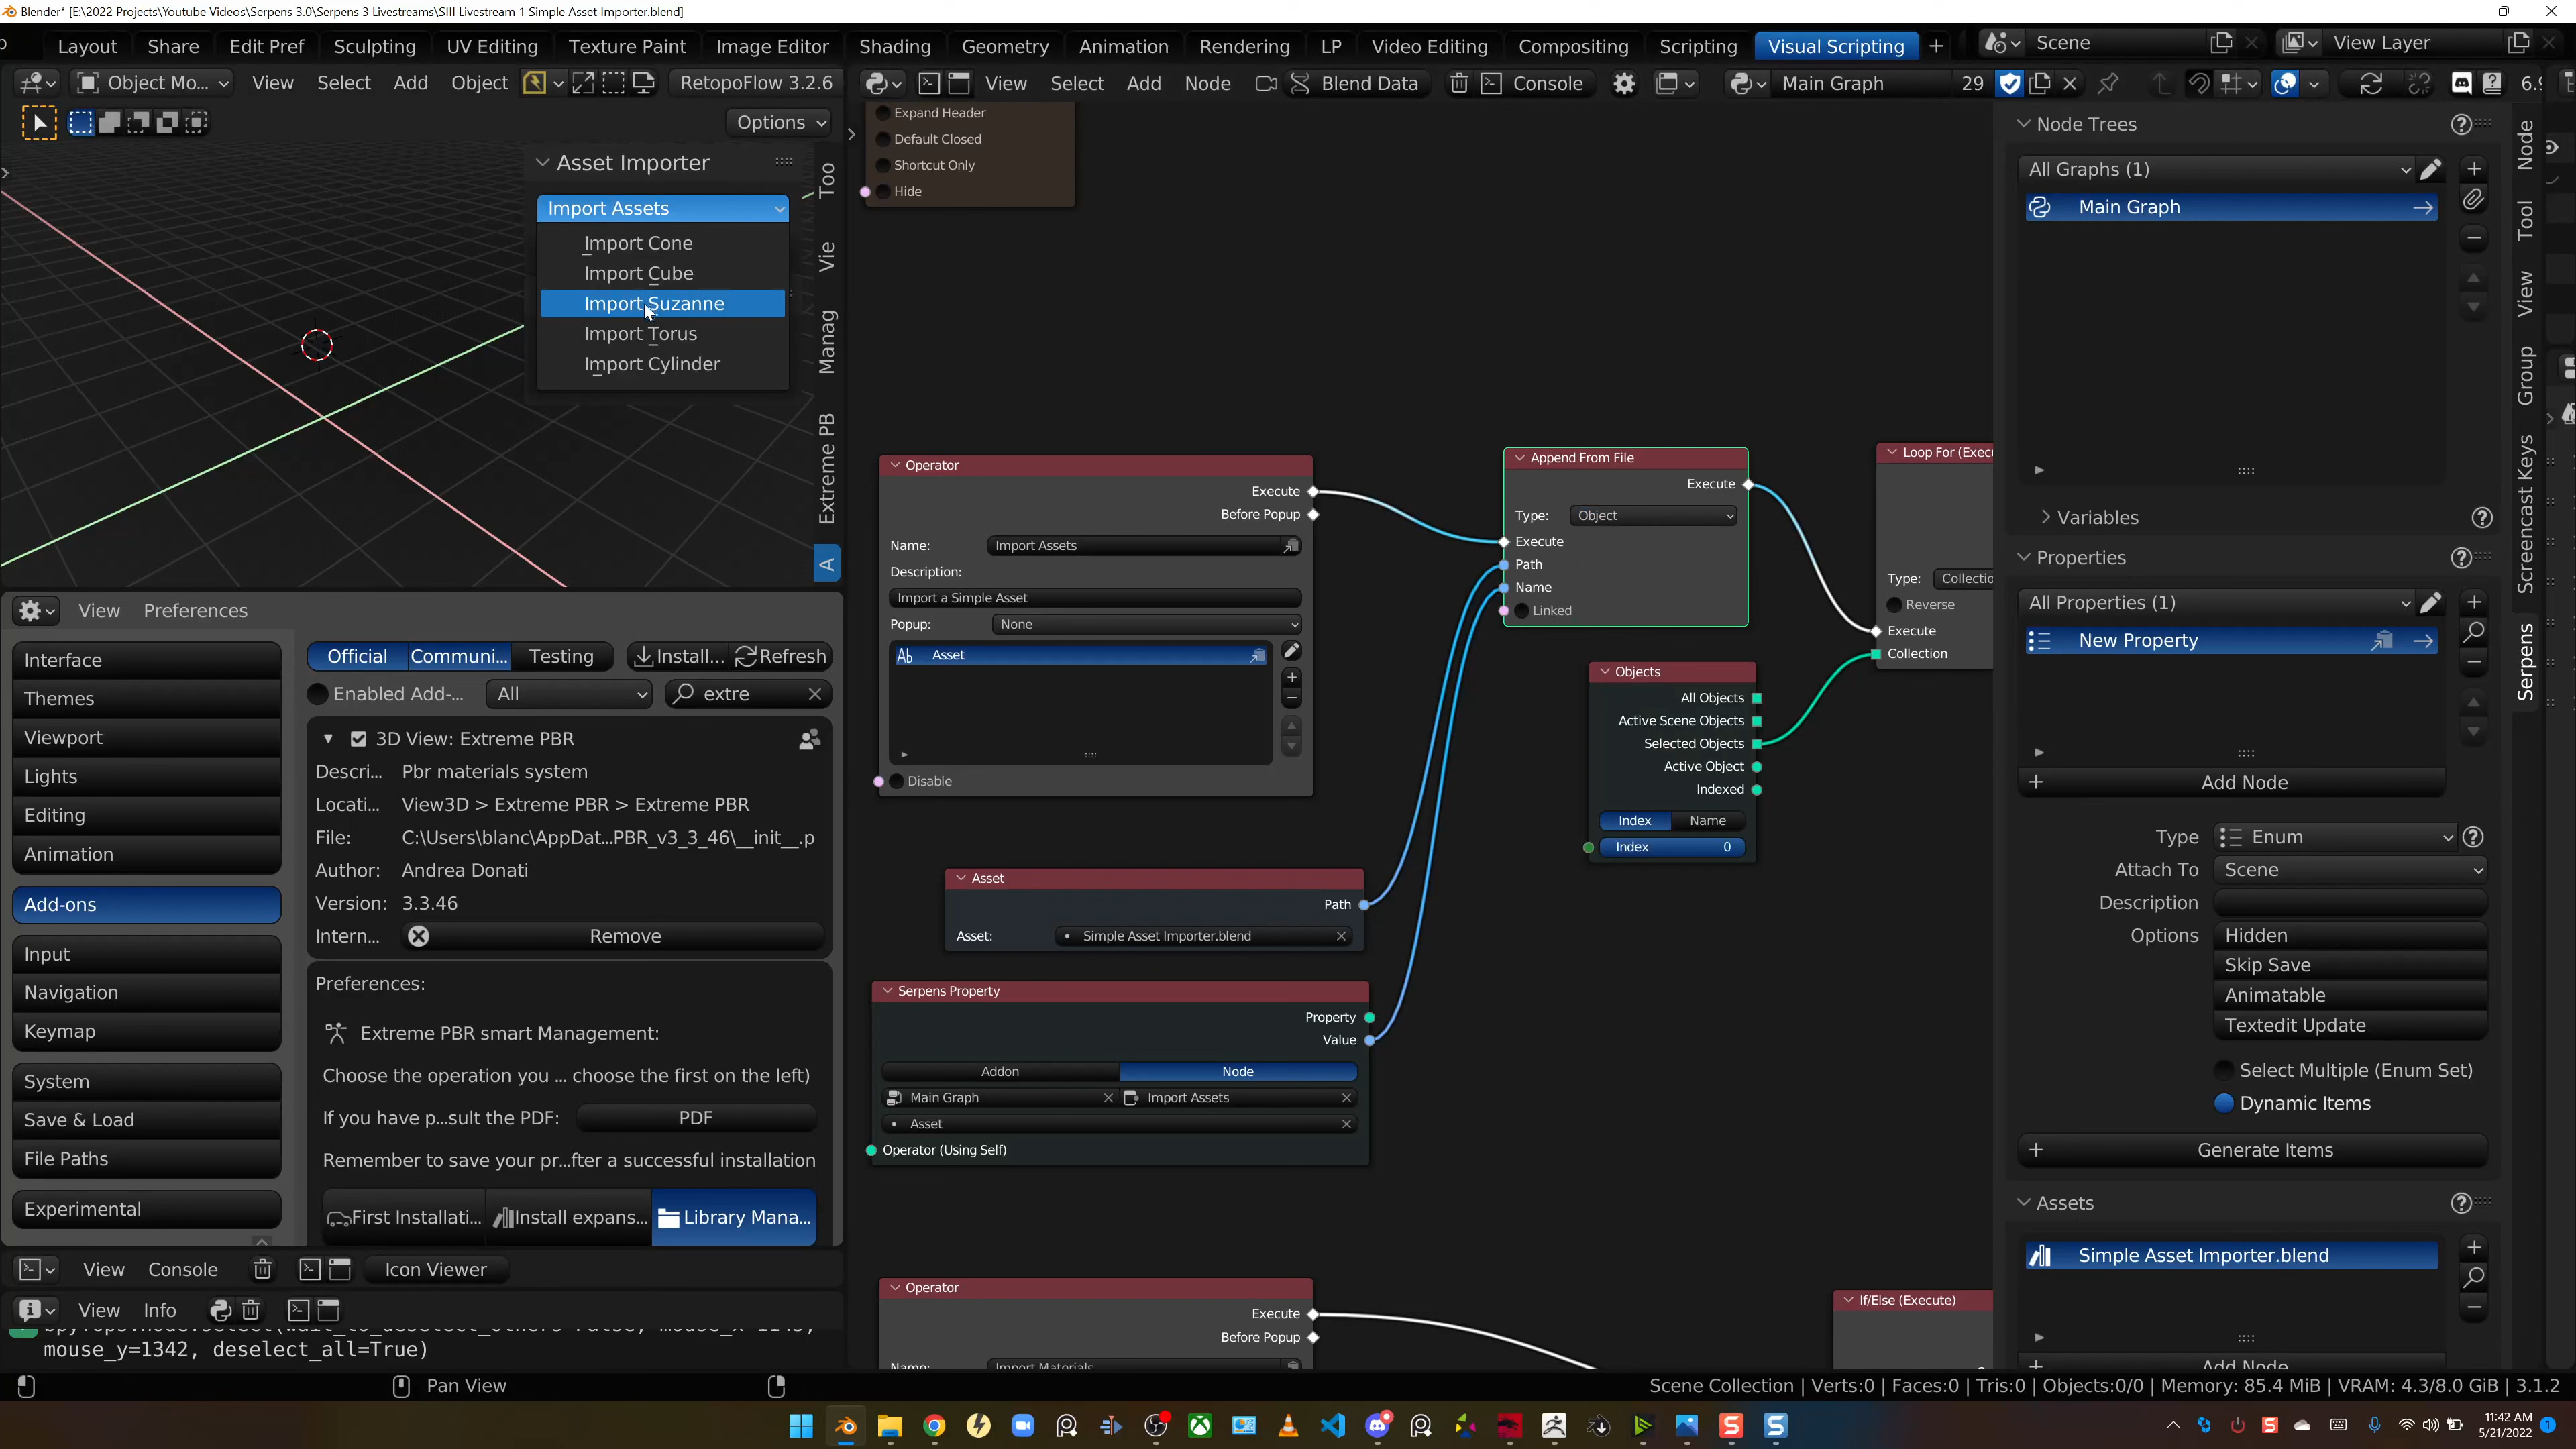 Blender* [E:\2022 Projects\Youtube Videos\Serpens 3.0\Serpens 3 Livestreams\SIII Livestream 1 Simple Asset Importer.blend]
Layout Share Edit Pref Sculpting UV Editing Texture Paint Image Editor Shading Geometry Animation Rendering LP Video Editing Compositing Scripting Visual Scripting + Scene View Layer
Object Mo... View Select Add Object RetopoFlow 3.2.6
View Select Add Node Blend Data Console Main Graph 29
Options
Asset Importer
Import Assets
Import Cone
Import Cube
Import Suzanne
Import Torus
Import Cylinder
Too
Vie
Manag
Extreme PB
A
View Preferences
Interface
Themes
Viewport
Lights
Editing
Animation
Add-ons
Input
Navigation
Keymap
System
Save & Load
File Paths
Experimental
Official Communi... Testing Install... Refresh
Enabled Add-... All extre
3D View: Extreme PBR
Descri... Pbr materials system
Locati... View3D > Extreme PBR > Extreme PBR
File: C:\Users\blanc\AppDat...PBR_v3_3_46\__init__.p
Author: Andrea Donati
Version: 3.3.46
Intern... Remove
Preferences:
Extreme PBR smart Management:
Choose the operation you ... choose the first on the left)
If you have p...sult the PDF: PDF
Remember to save your pr...fter a successful installation
First Installati... Install expans... Library Mana...
View Console Icon Viewer
View Info
mouse_y=1342, deselect_all=True)
Expand Header
Default Closed
Shortcut Only
Hide
Operator
Execute
Before Popup
Name: Import Assets
Description:
Import a Simple Asset
Popup: None
Asset
Disable
Append From File
Execute
Type: Object
Execute
Path
Name
Linked
Loop For (Execu
Type: Collectio
Reverse
Execute
Collection
Objects
All Objects
Active Scene Objects
Selected Objects
Active Object
Indexed
Index Name
Index 0
Asset
Path
Asset: Simple Asset Importer.blend
Serpens Property
Property
Value
Addon Node
Main Graph Import Assets
Asset
Operator (Using Self)
Operator
Execute
Before Popup
Name: Import Materials
If/Else (Execute)
Node Trees
All Graphs (1)
Main Graph
Variables
Properties
All Properties (1)
New Property
Add Node
Type Enum
Attach To Scene
Description
Options Hidden
Skip Save
Animatable
Textedit Update
Select Multiple (Enum Set)
Dynamic Items
Generate Items
Assets
Simple Asset Importer.blend
Add Node
Node
Tool
View
Group
Screencast Keys
Serpens
Pan View
Scene Collection | Verts:0 | Faces:0 | Tris:0 | Objects:0/0 | Memory: 85.4 MiB | VRAM: 4.3/8.0 GiB | 3.1.2
11:42 AM
5/21/2022